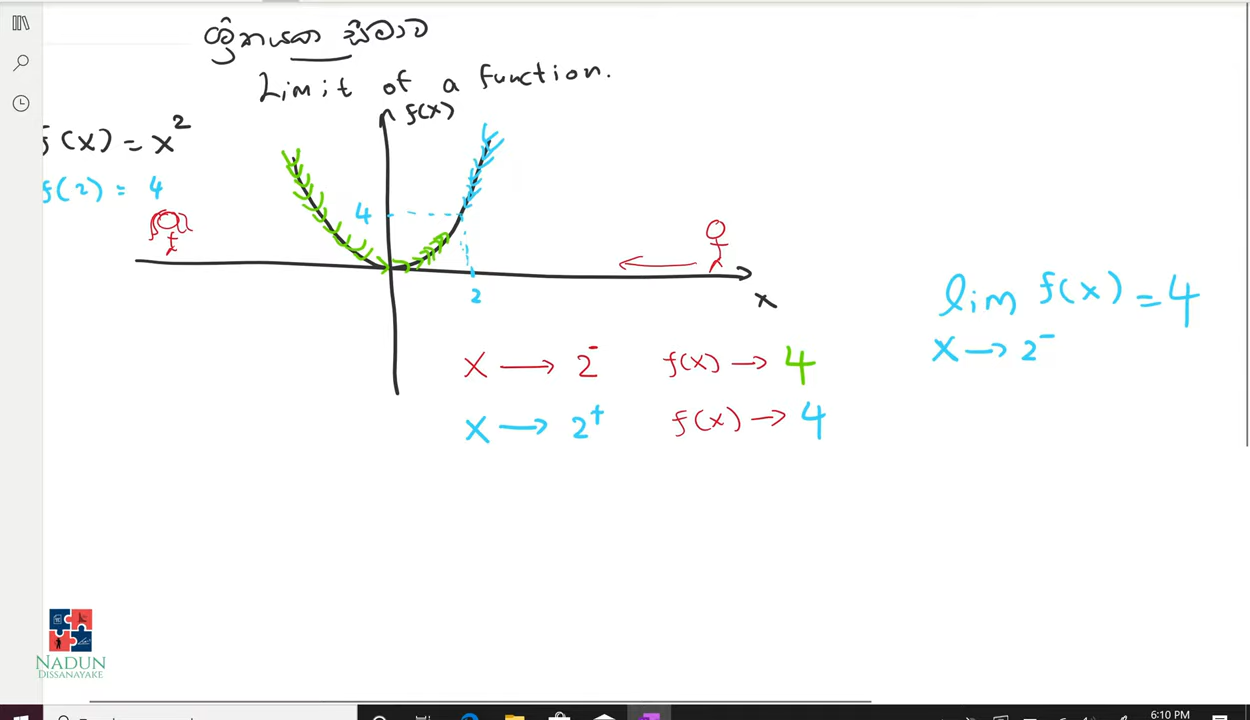 ශ්‍රිතයක සීමාව
Limit of a function.
f(x)
f(x) = x²
f(2) = 4
4
2
x
x → 2⁻ f(x) → 4
x → 2⁺ f(x) → 4
lim f(x) = 4
x → 2⁻
NADUN
DISSANAYAKE
6:10 PM